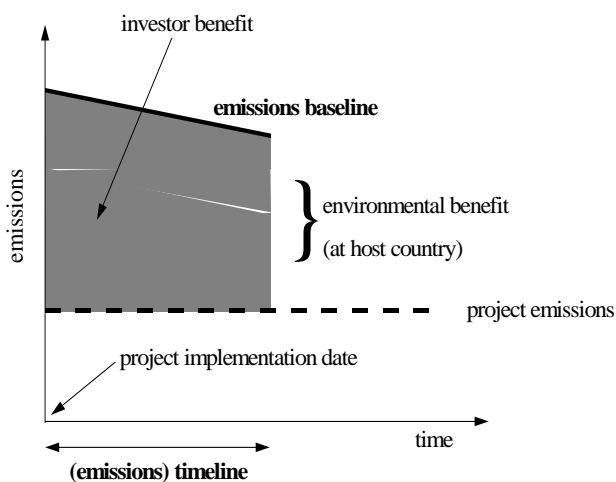 investor benefit
emissions baseline
emissions
environmental benefit
(at host country)
project emissions
project implementation date
time
(emissions) timeline